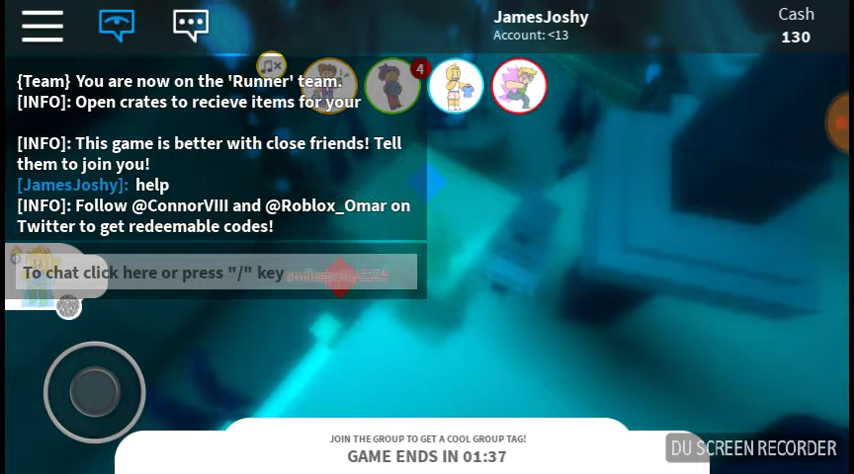 JamesJoshy
Account: <13
Cash
130
4
{Team} You are now on the 'Runner' team.
[INFO]: Open crates to recieve items for your
[INFO]: This game is better with close friends! Tell
them to join you!
[JamesJoshy]: help
[INFO]: Follow @ConnorVIII and @Roblox_Omar on
Twitter to get redeemable codes!
To chat click here or press "/" key
JOIN THE GROUP TO GET A COOL GROUP TAG!
GAME ENDS IN 01:37
DU SCREEN RECORDER